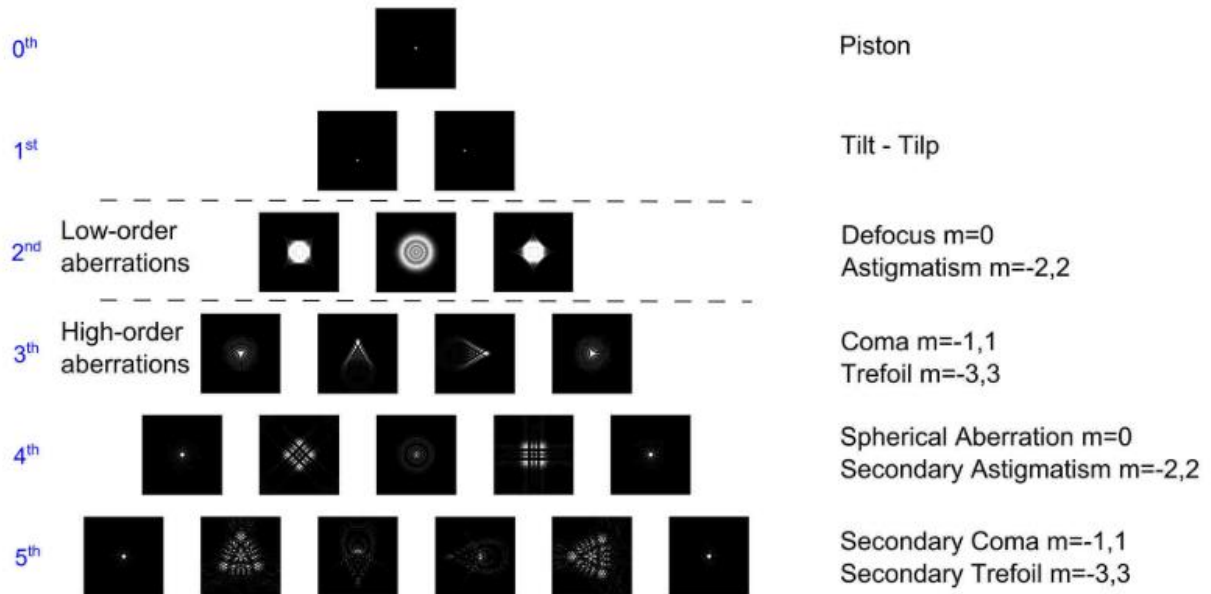 0th
Piston
1st
Tilt - Tilp
2nd
Low-order
aberrations
Defocus m=0
Astigmatism m=-2,2
3th
High-order
aberrations
Coma m=-1,1
Trefoil m=-3,3
4th
Spherical Aberration m=0
Secondary Astigmatism m=-2,2
5th
Secondary Coma m=-1,1
Secondary Trefoil m=-3,3